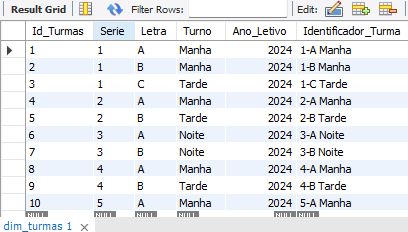 Result Grid Filter Rows: Edit:
Id_Turmas Serie Letra Turno Ano_Letivo Identificador_Turma
1 1 A Manha 2024 1-A Manha
2 1 B Manha 2024 1-B Manha
3 1 C Tarde 2024 1-C Tarde
4 2 A Manha 2024 2-A Manha
5 2 B Tarde 2024 2-B Tarde
6 3 A Noite 2024 3-A Noite
7 3 B Noite 2024 3-B Noite
8 4 A Manha 2024 4-A Manha
9 4 B Tarde 2024 4-B Tarde
10 5 A Manha 2024 5-A Manha
NULL NULL NULL NULL NULL NULL
dim_turmas 1